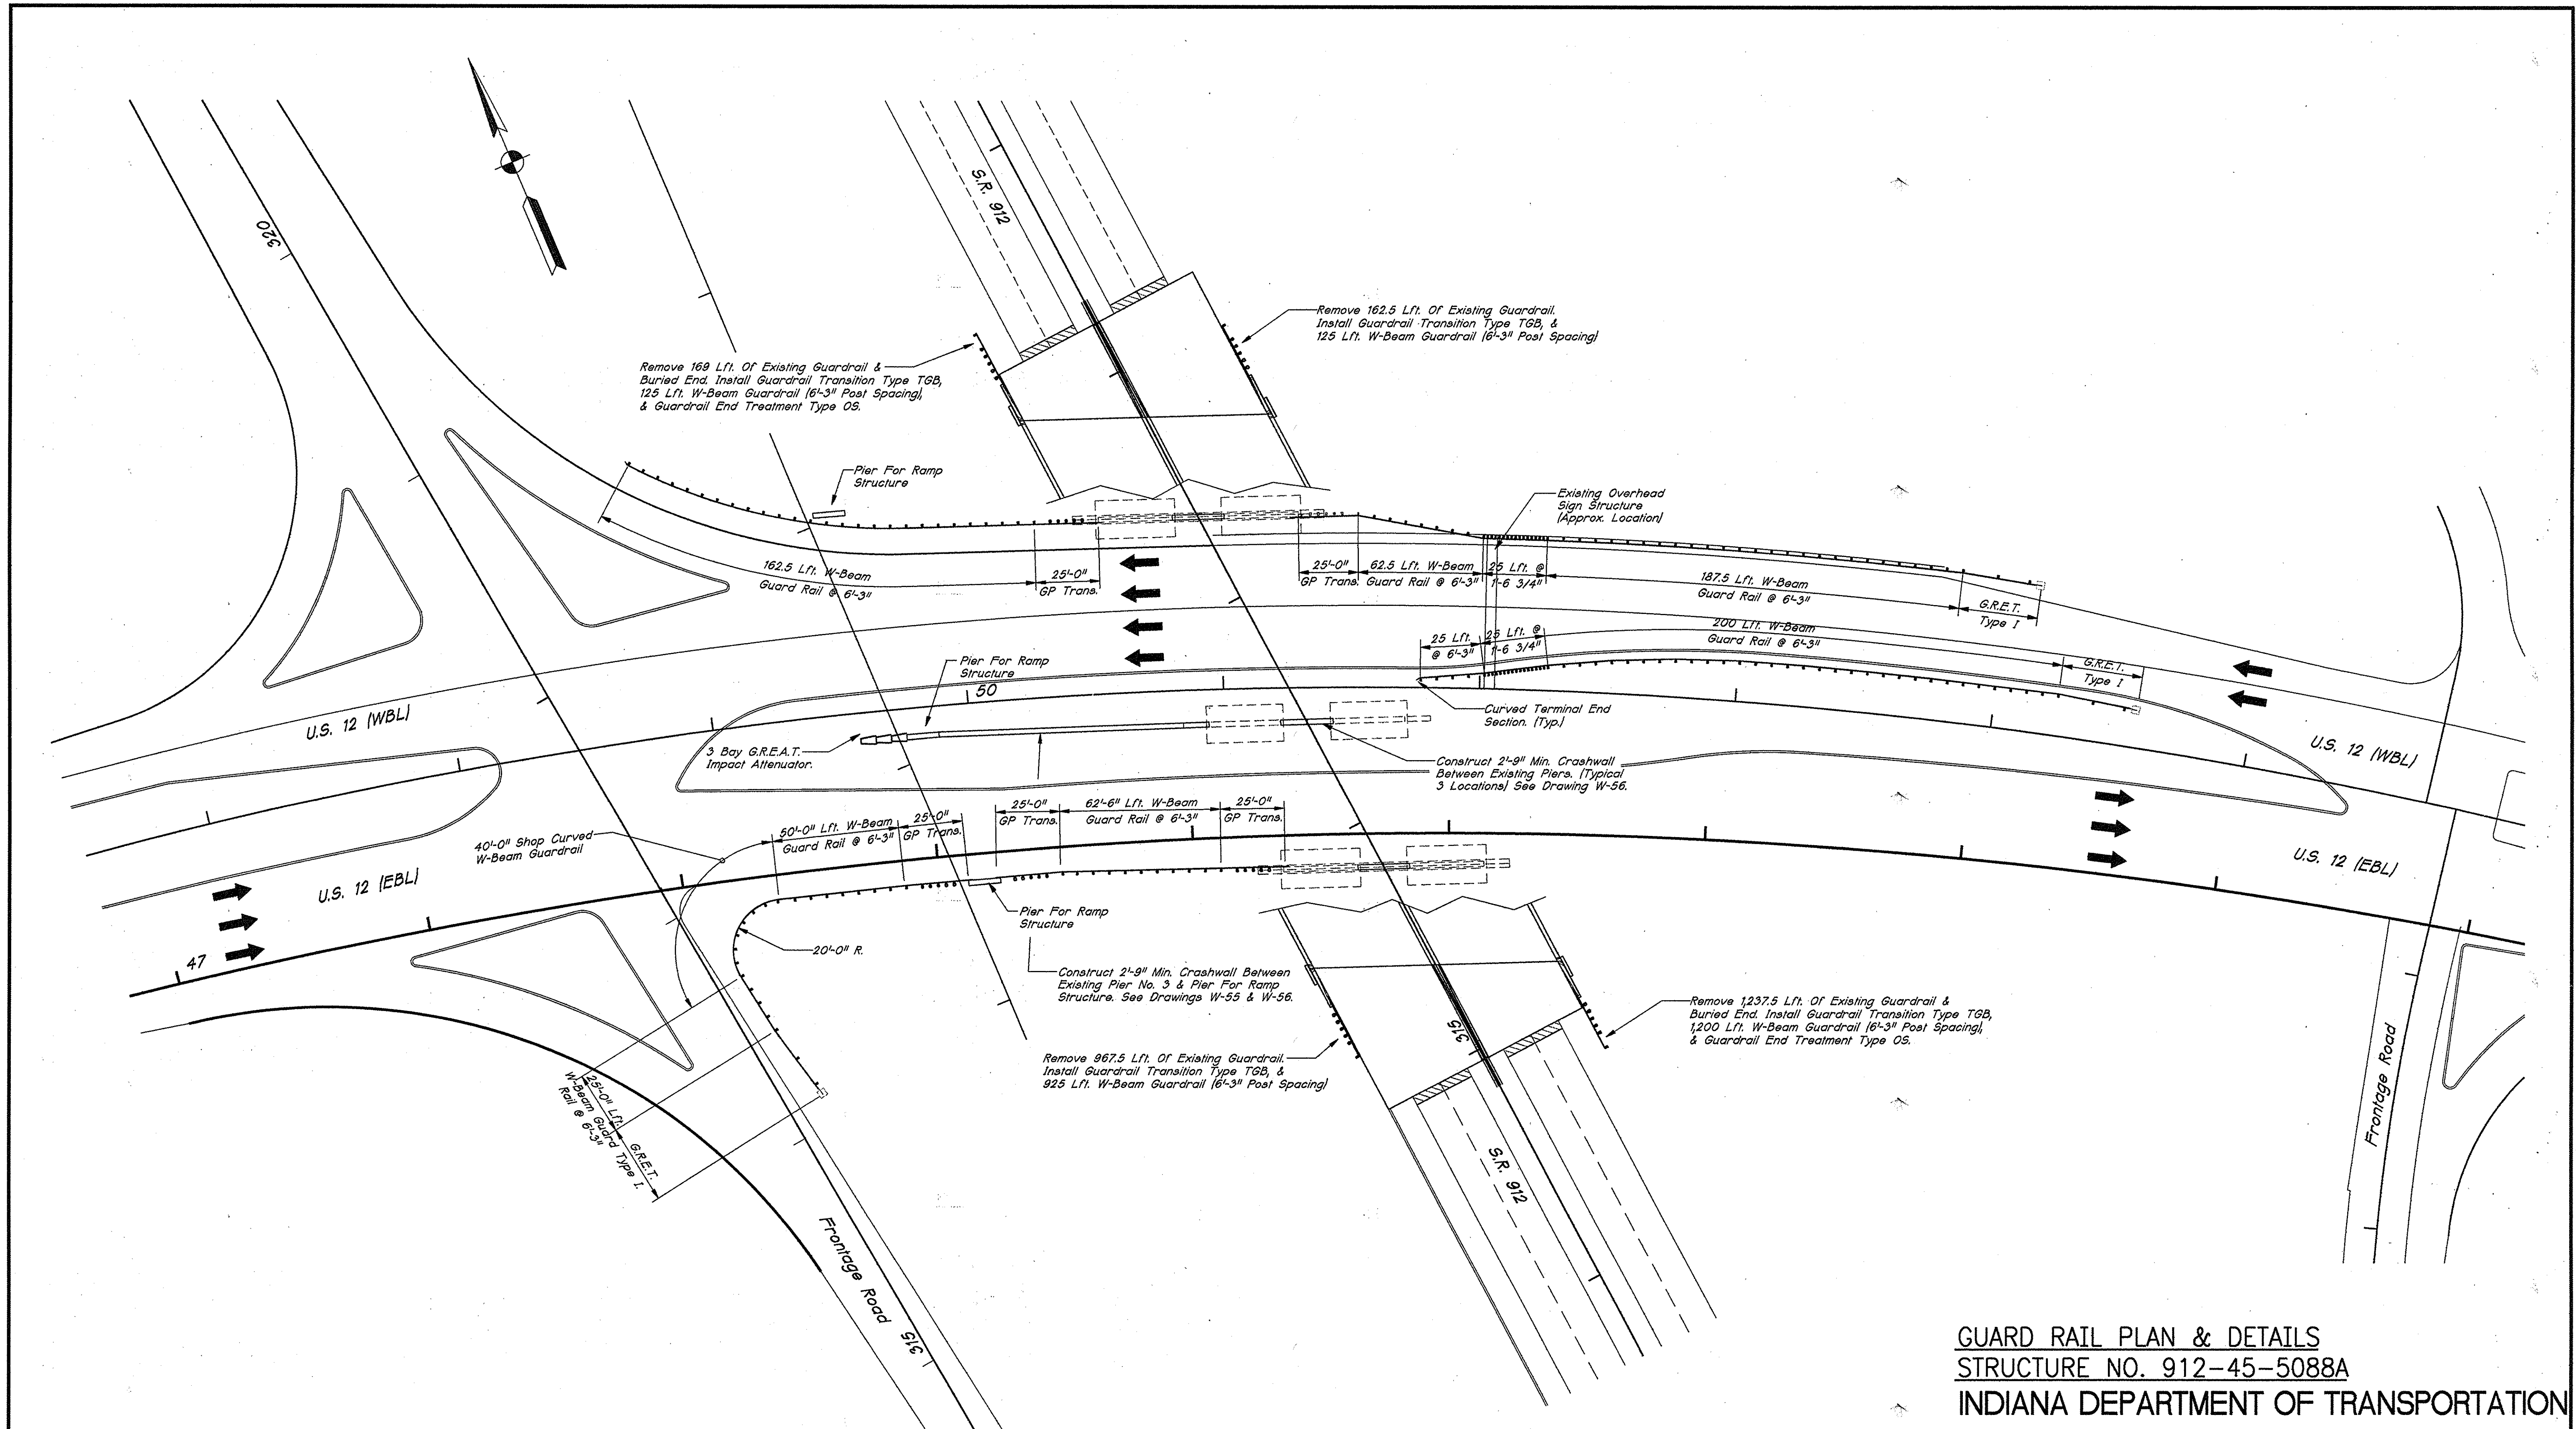 320
S.R. 912
Remove 162.5 Lft. Of Existing Guardrail.
Install Guardrail Transition Type TGB, &
125 Lft. W-Beam Guardrail (6'-3" Post Spacing)
Remove 169 Lft. Of Existing Guardrail &
Buried End. Install Guardrail Transition Type TGB,
125 Lft. W-Beam Guardrail (6'-3" Post Spacing),
& Guardrail End Treatment Type OS.
Pier For Ramp
Structure
Existing Overhead
Sign Structure
(Approx. Location)
162.5 Lft. W-Beam
Guard Rail @ 6'-3"
25'-0"
GP Trans.
25'-0"
GP Trans.
62.5 Lft. W-Beam
Guard Rail @ 6'-3"
25 Lft. @
1'-6 3/4"
187.5 Lft. W-Beam
Guard Rail @ 6'-3"
G.R.E.T.
Type I
25 Lft.
@ 6'-3"
25 Lft. @
1'-6 3/4"
200 Lft. W-Beam
Guard Rail @ 6'-3"
G.R.E.T.
Type I
Pier For Ramp
Structure
50
U.S. 12 (WBL)
3 Bay G.R.E.A.T.
Impact Attenuator.
Curved Terminal End
Section. (Typ.)
Construct 2'-9" Min. Crashwall
Between Existing Piers. (Typical
3 Locations) See Drawing W-56.
U.S. 12 (WBL)
40'-0" Shop Curved
W-Beam Guardrail
50'-0" Lft. W-Beam
Guard Rail @ 6'-3"
25'-0"
GP Trans.
25'-0"
GP Trans.
62'-6" Lft. W-Beam
Guard Rail @ 6'-3"
25'-0"
GP Trans.
U.S. 12 (EBL)
U.S. 12 (EBL)
47
Pier For Ramp
Structure
20'-0" R.
Construct 2'-9" Min. Crashwall Between
Existing Pier No. 3 & Pier For Ramp
Structure. See Drawings W-55 & W-56.
Remove 1,237.5 Lft. Of Existing Guardrail &
Buried End. Install Guardrail Transition Type TGB,
1,200 Lft. W-Beam Guardrail (6'-3" Post Spacing),
& Guardrail End Treatment Type OS.
315
Remove 967.5 Lft. Of Existing Guardrail.
Install Guardrail Transition Type TGB, &
925 Lft. W-Beam Guardrail (6'-3" Post Spacing)
25'-0" Lft.
W-Beam Guard
Rail @ 6'-3"
G.R.E.T.
Type I.
S.R. 912
Frontage Road
Frontage Road
315
GUARD RAIL PLAN & DETAILS
STRUCTURE NO. 912-45-5088A
INDIANA DEPARTMENT OF TRANSPORTATION